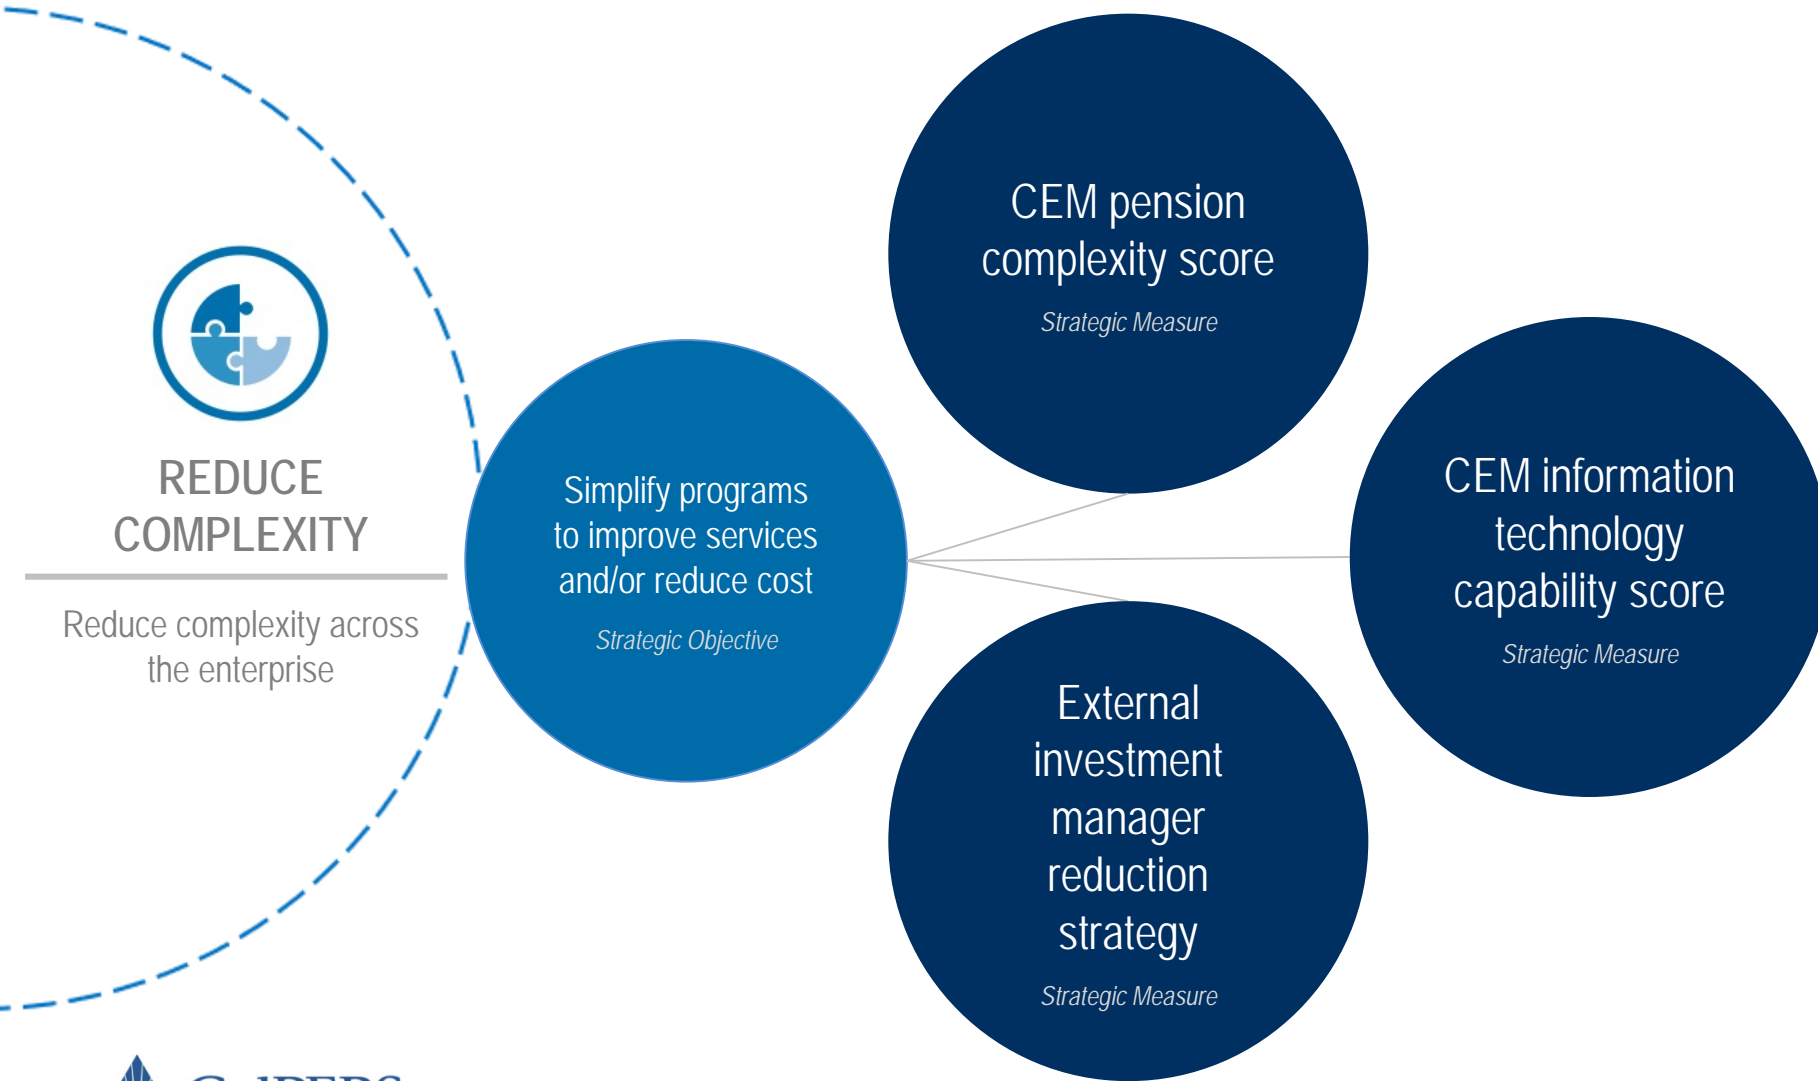 REDUCE
COMPLEXITY
Reduce complexity across
the enterprise
Simplify programs
to improve services
and/or reduce cost
Strategic Objective
CEM pension
complexity score
Strategic Measure
CEM information
technology
capability score
Strategic Measure
External
investment
manager
reduction
strategy
Strategic Measure
CalPERS